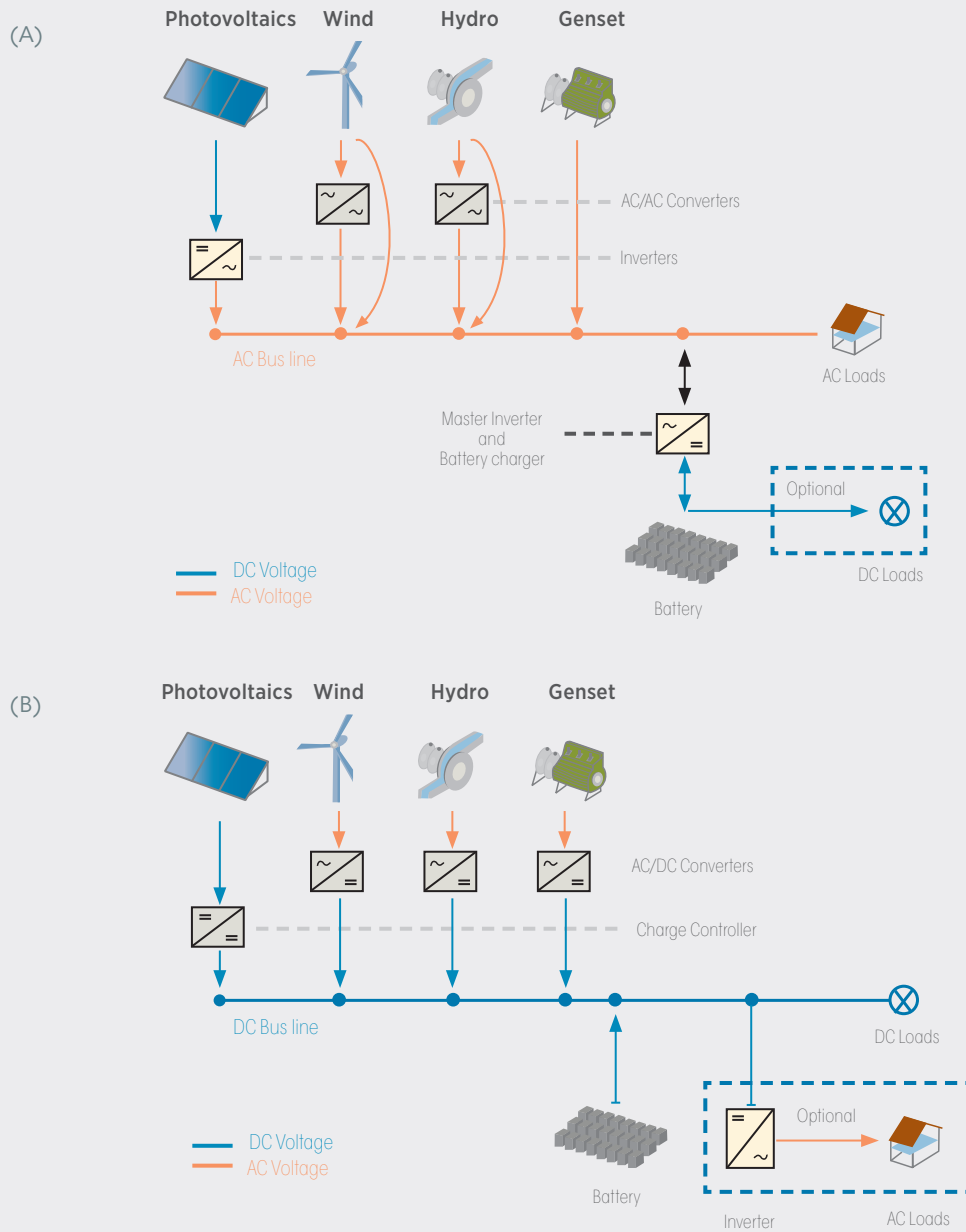 (A)
Photovoltaics
Wind
Hydro
Genset
AC/AC Converters
Inverters
AC Bus line
AC Loads
Master Inverter
and
Battery charger
Optional
DC Loads
Battery
DC Voltage
AC Voltage
(B)
Photovoltaics
Wind
Hydro
Genset
AC/DC Converters
Charge Controller
DC Bus line
DC Loads
Optional
DC Voltage
AC Voltage
Battery
Inverter
AC Loads